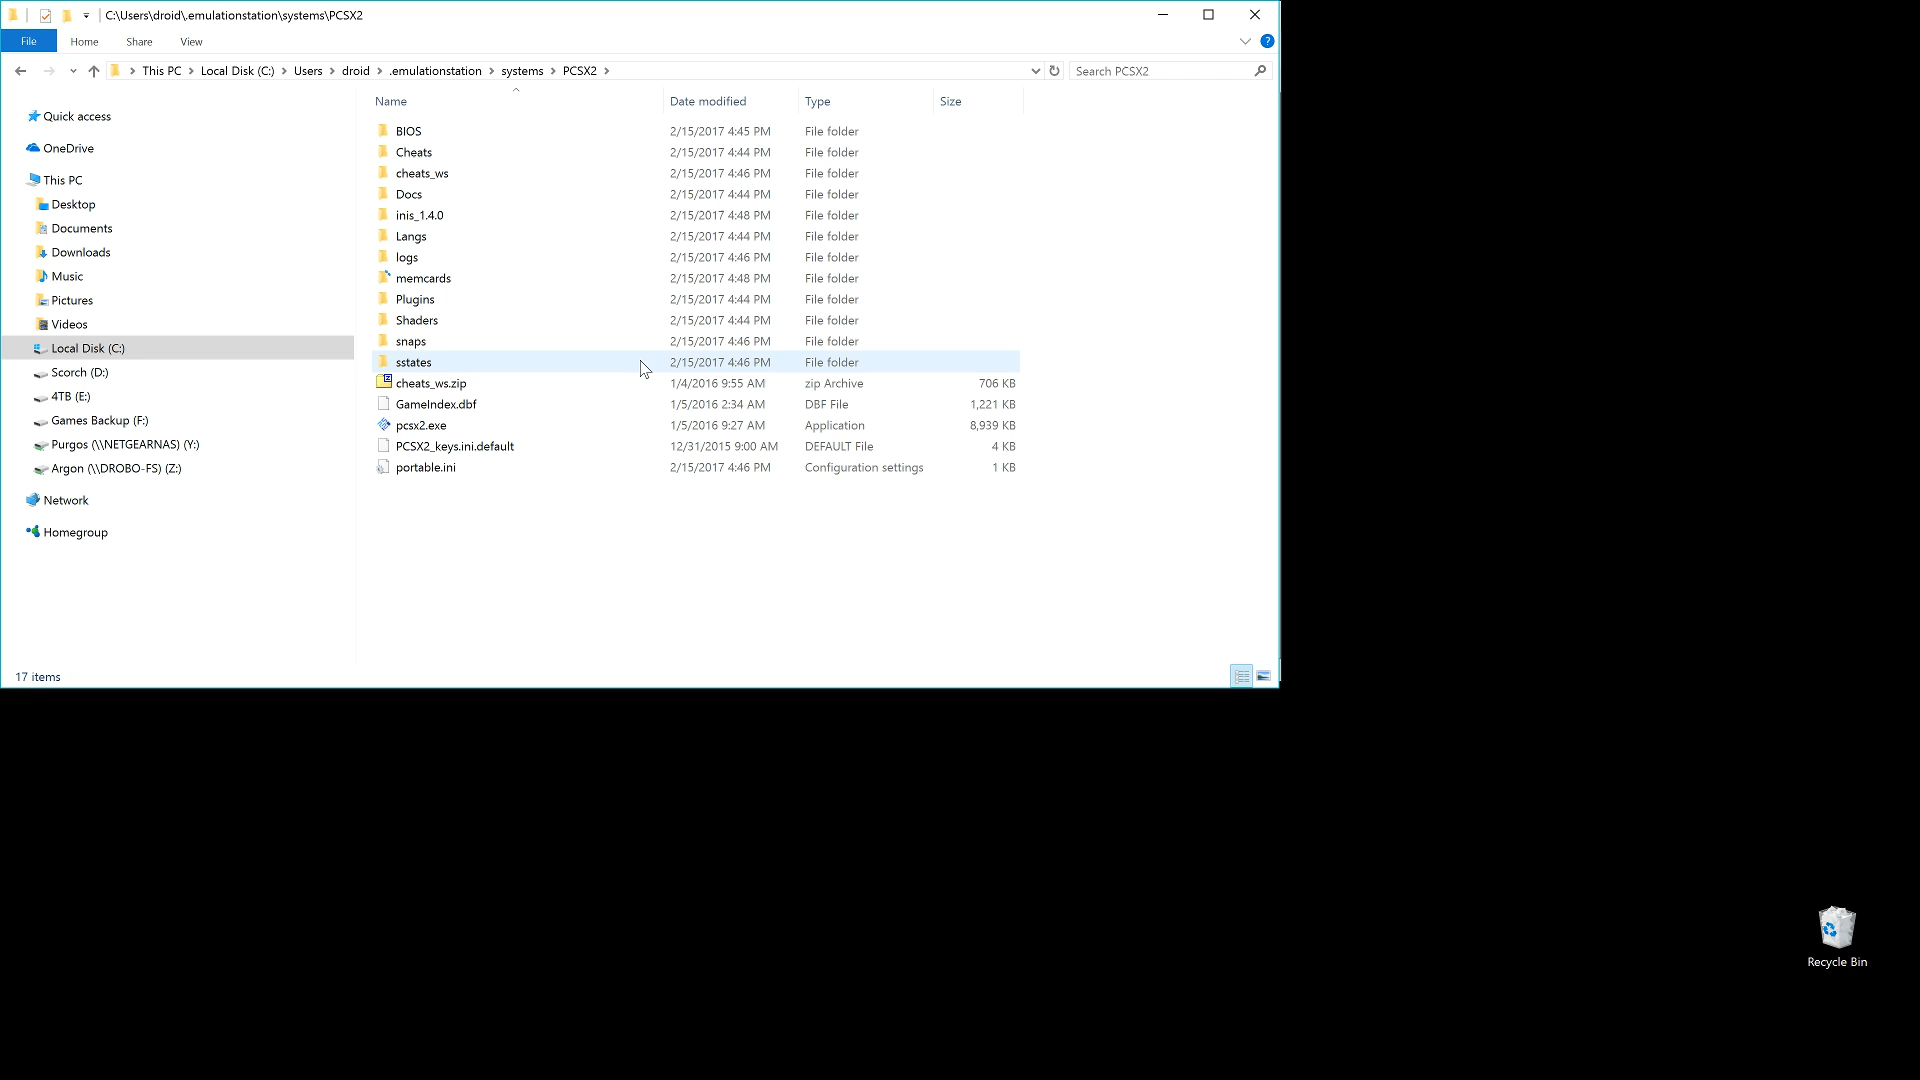 C:\Users\droid\.emulationstation\systems\PCSX2
File Home Share View
This PC Local Disk (C:) Users droid .emulationstation systems PCSX2 Search PCSX2
Name Date modified Type Size
Quick access
OneDrive
This PC
Desktop
Documents
Downloads
Music
Pictures
Videos
Local Disk (C:)
Scorch (D:)
4TB (E:)
Games Backup (F:)
Purgos (\\NETGEARNAS) (Y:)
Argon (\\DROBO-FS) (Z:)
Network
Homegroup
BIOS 2/15/2017 4:45 PM File folder
Cheats 2/15/2017 4:44 PM File folder
cheats_ws 2/15/2017 4:46 PM File folder
Docs 2/15/2017 4:44 PM File folder
inis_1.4.0 2/15/2017 4:48 PM File folder
Langs 2/15/2017 4:44 PM File folder
logs 2/15/2017 4:46 PM File folder
memcards 2/15/2017 4:48 PM File folder
Plugins 2/15/2017 4:44 PM File folder
Shaders 2/15/2017 4:44 PM File folder
snaps 2/15/2017 4:46 PM File folder
sstates 2/15/2017 4:46 PM File folder
cheats_ws.zip 1/4/2016 9:55 AM zip Archive 706 KB
GameIndex.dbf 1/5/2016 2:34 AM DBF File 1,221 KB
pcsx2.exe 1/5/2016 9:27 AM Application 8,939 KB
PCSX2_keys.ini.default 12/31/2015 9:00 AM DEFAULT File 4 KB
portable.ini 2/15/2017 4:46 PM Configuration settings 1 KB
17 items
Recycle Bin